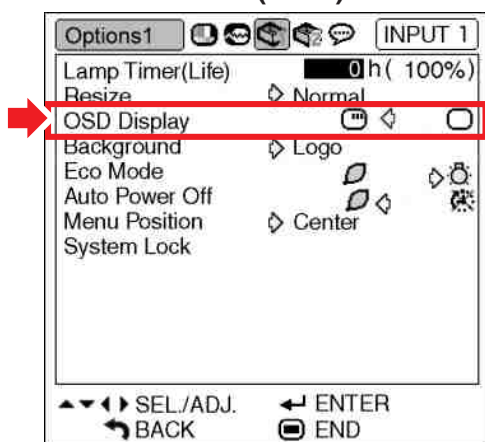 Options1 INPUT 1
Lamp Timer(Life) 0 h ( 100%)
Resize Normal
OSD Display
Background Logo
Eco Mode
Auto Power Off
Menu Position Center
System Lock
SEL./ADJ. ENTER
BACK END